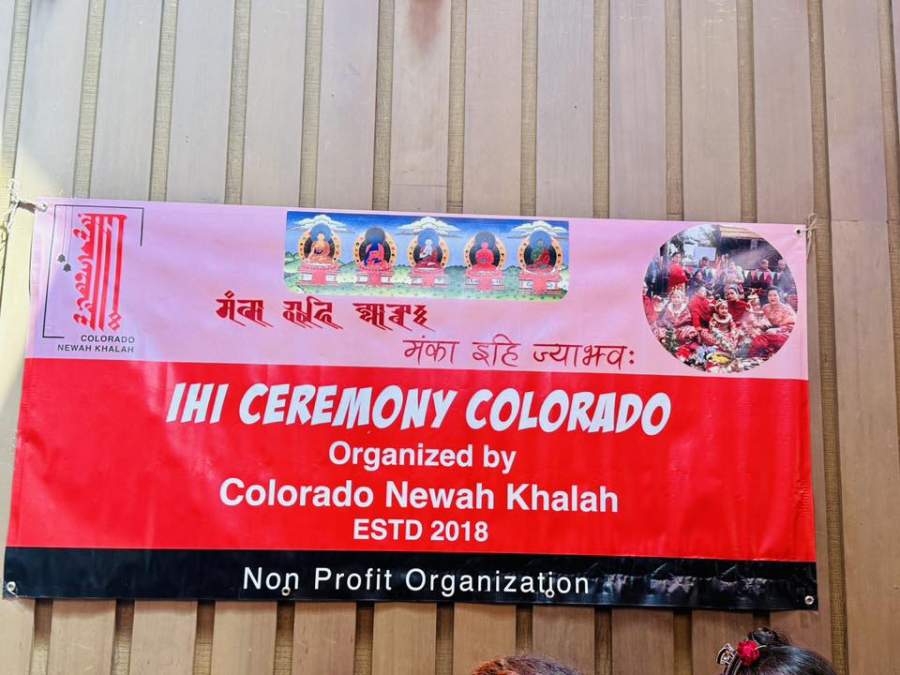 COLORADO
NEWAH KHALAH
मंका इहि ज्याझ्वः
IHI CEREMONY COLORADO
Organized by
Colorado Newah Khalah
ESTD 2018
Non Profit Organization